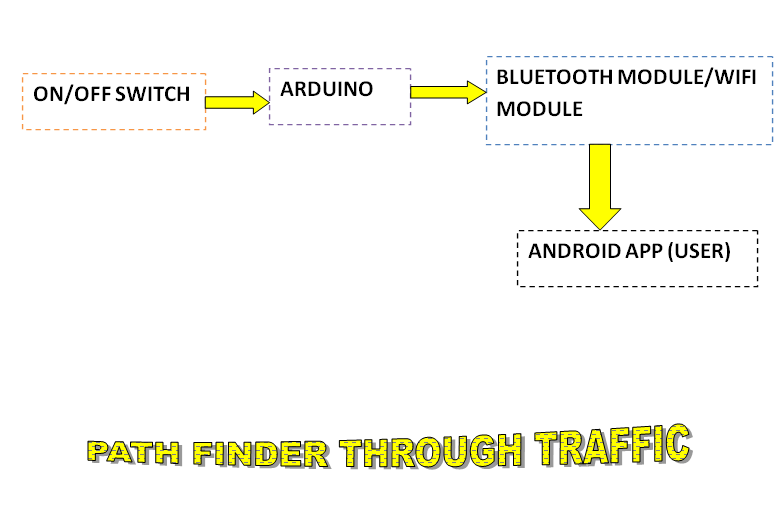 ON/OFF SWITCH
ARDUINO
BLUETOOTH MODULE/WIFI
MODULE
ANDROID APP (USER)
PATH FINDER THROUGH TRAFFIC